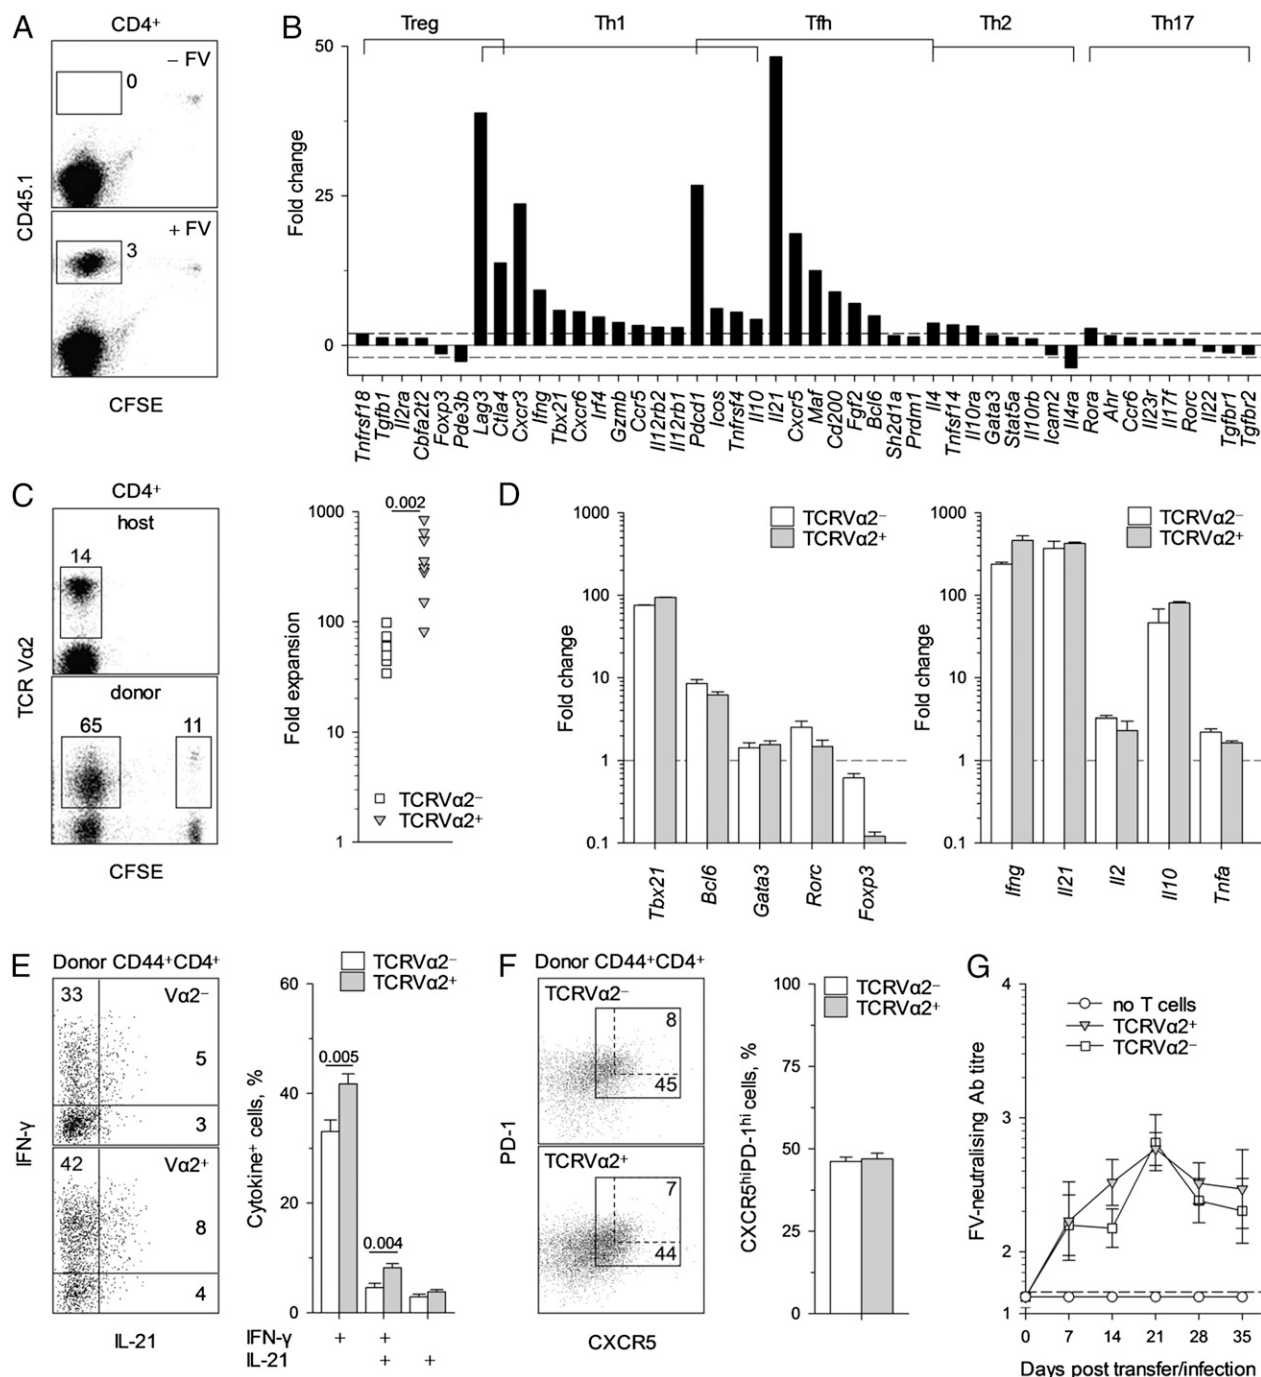 A
CD4+
− FV
0
+ FV
3
CD45.1
CFSE
B
Treg Th1 Tfh Th2 Th17
Fold change
50
25
0
Tnfrsf18 Tgfb1 Il2ra Cbfa2t2 Foxp3 Pde3b Lag3 Ctla4 Cxcr3 Ifng Tbx21 Cxcr6 Irf4 Gzmb Ccr5 Il12rb2 Il12rb1 Pdcd1 Icos Tnfrsf4 Il10 Il21 Cxcr5 Maf Cd200 Fgf2 Bcl6 Sh2d1a Prdm1 Il4 Tnfsf14 Il10ra Gata3 Stat5a Il10rb Icam2 Il4ra Rora Ahr Ccr6 Il23r Il17f Rorc Il22 Tgfbr1 Tgfbr2
C
CD4+
host
14
donor
65
11
TCR Vα2
CFSE
Fold expansion
1000
100
10
1
0.002
TCRVα2−
TCRVα2+
D
TCRVα2−
TCRVα2+
Fold change
1000
100
10
1
0.1
Tbx21 Bcl6 Gata3 Rorc Foxp3
TCRVα2−
TCRVα2+
Fold change
1000
100
10
1
0.1
Ifng Il21 Il2 Il10 Tnfa
E
Donor CD44+CD4+
33
Vα2−
5
3
42
Vα2+
8
4
IFN-γ
IL-21
TCRVα2−
TCRVα2+
Cytokine+ cells, %
60
40
20
0
0.005
0.004
IFN-γ + +
IL-21 + +
F
Donor CD44+CD4+
TCRVα2−
8
45
TCRVα2+
7
44
PD-1
CXCR5
TCRVα2−
TCRVα2+
CXCR5hiPD-1hi cells, %
100
75
50
25
0
G
no T cells
TCRVα2+
TCRVα2−
FV-neutralising Ab titre
4
3
2
1
0 7 14 21 28 35
Days post transfer/infection